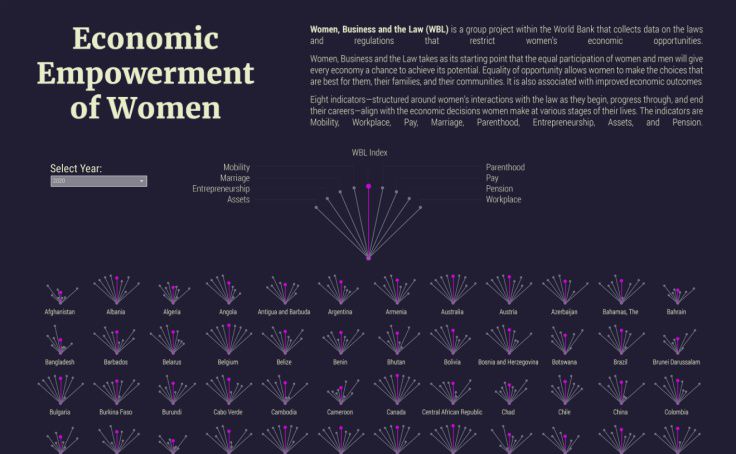 Economic
Empowerment
of Women
Women, Business and the Law (WBL) is a group project within the World Bank that collects data on the laws
and regulations that restrict women's economic opportunities.
Women, Business and the Law takes as its starting point that the equal participation of women and men will give
every economy a chance to achieve its potential. Equality of opportunity allows women to make the choices that
are best for them, their families, and their communities. It is also associated with improved economic outcomes
Eight indicators—structured around women's interactions with the law as they begin, progress through, and end
their careers—align with the economic decisions women make at various stages of their lives. The indicators are
Mobility, Workplace, Pay, Marriage, Parenthood, Entrepreneurship, Assets, and Pension.
Select Year:
2020
WBL Index
Mobility Parenthood
Marriage Pay
Entrepreneurship Pension
Assets Workplace
Afghanistan Albania Algeria Angola Antigua and Barbuda Argentina Armenia Australia Austria Azerbaijan Bahamas, The Bahrain
Bangladesh Barbados Belarus Belgium Belize Benin Bhutan Bolivia Bosnia and Herzegovina Botswana Brazil Brunei Darussalam
Bulgaria Burkina Faso Burundi Cabo Verde Cambodia Cameroon Canada Central African Republic Chad Chile China Colombia